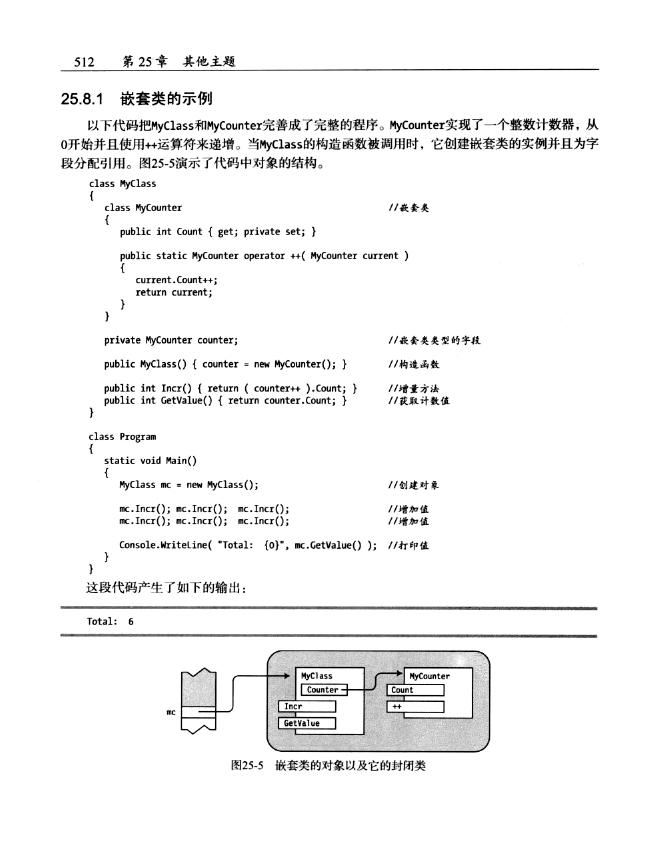 512 第25章 其他主题
25.8.1 嵌套类的示例
以下代码把MyClass和MyCounter完善成了完整的程序。MyCounter实现了一个整数计数器，从
0开始并且使用++运算符来递增。当MyClass的构造函数被调用时，它创建嵌套类的实例并且为字
段分配引用。图25-5演示了代码中对象的结构。
class MyClass
{
class MyCounter //嵌套类
{
public int Count { get; private set; }
public static MyCounter operator ++( MyCounter current )
{
current.Count++;
return current;
}
}
private MyCounter counter; //嵌套类类型的字段
public MyClass() { counter = new MyCounter(); } //构造函数
public int Incr() { return ( counter++ ).Count; } //增量方法
public int GetValue() { return counter.Count; } //获取计数值
}
class Program
{
static void Main()
{
MyClass mc = new MyClass(); //创建对象
mc.Incr(); mc.Incr(); mc.Incr(); //增加值
mc.Incr(); mc.Incr(); mc.Incr(); //增加值
Console.WriteLine( "Total: {0}", mc.GetValue() ); //打印值
}
}
这段代码产生了如下的输出：
Total: 6
MyClass MyCounter
Counter Count
mc Incr ++
GetValue
图25-5 嵌套类的对象以及它的封闭类